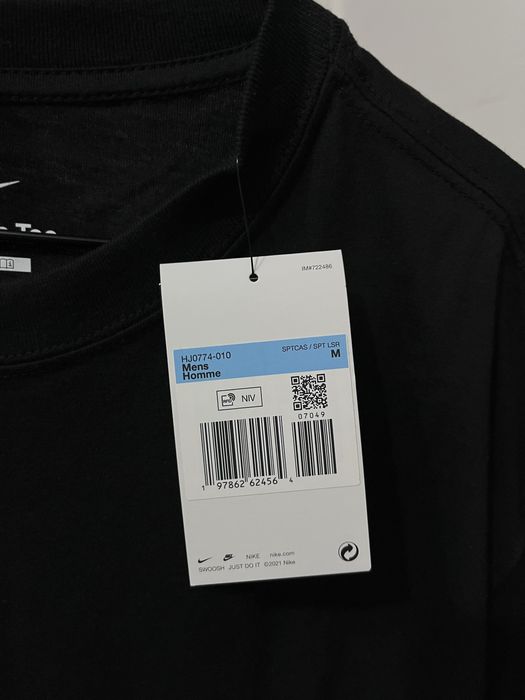 Tee
IM#722486
HJ0774-010 SPTCAS / SPT LSR
Mens M
Homme
NIV
07049
1 97862 62456 4
NIKE nike.com
SWOOSH JUST DO IT ©2021 Nike